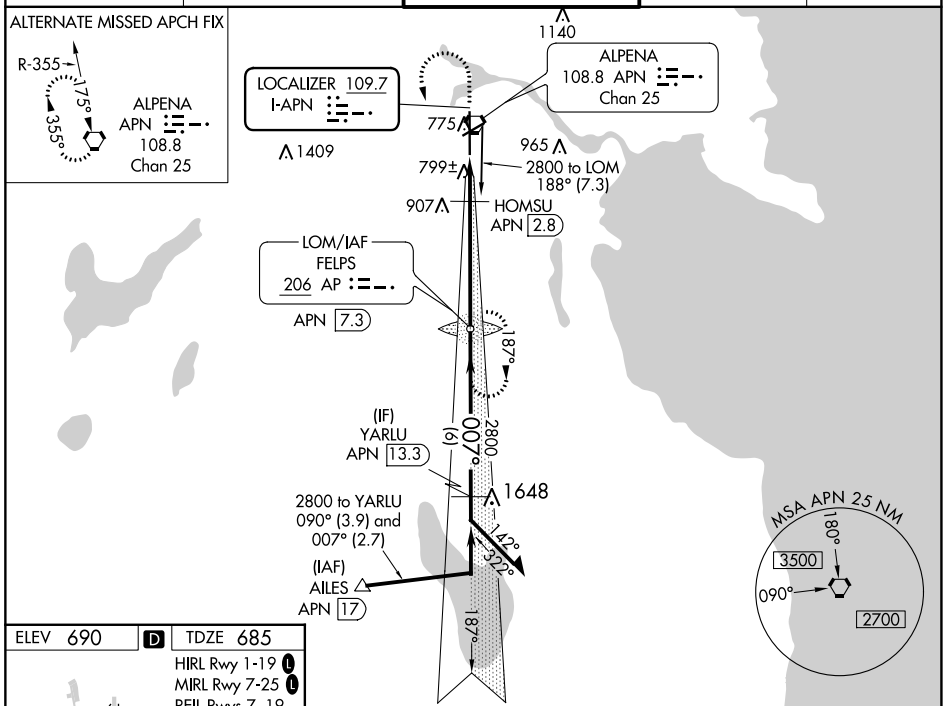 ALTERNATE MISSED APCH FIX
R-355
175°
355°
ALPENA
APN
108.8
Chan 25
1140
LOCALIZER 109.7
I-APN
ALPENA
108.8 APN
Chan 25
1409
775
965
799±
2800 to LOM
188° (7.3)
907
HOMSU
APN 2.8
LOM/IAF
FELPS
206 AP
APN 7.3
187°
(IF)
YARLU
APN 13.3
007°
(6)
2800
1648
2800 to YARLU
090° (3.9) and
007° (2.7)
142°
322°
(IAF)
AILES
APN 17
187°
MSA APN 25 NM
180°
3500
090°
2700
ELEV 690
D
TDZE 685
HIRL Rwy 1-19 L
MIRL Rwy 7-25 L
REIL Rwys 7, 19